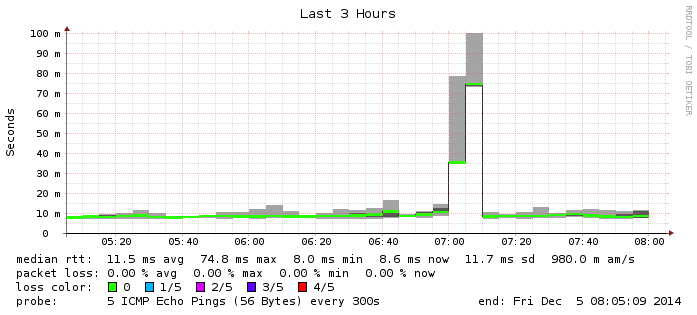 Last 3 Hours
RRDTOOL / TOBI OETIKER
Seconds
100 m
90 m
80 m
70 m
60 m
50 m
40 m
30 m
20 m
10 m
0
05:20 05:40 06:00 06:20 06:40 07:00 07:20 07:40 08:00
median rtt: 11.5 ms avg 74.8 ms max 8.0 ms min 8.6 ms now 11.7 ms sd 980.0 m am/s
packet loss: 0.00 % avg 0.00 % max 0.00 % min 0.00 % now
loss color: 0 1/5 2/5 3/5 4/5
probe: 5 ICMP Echo Pings (56 Bytes) every 300s end: Fri Dec 5 08:05:09 2014